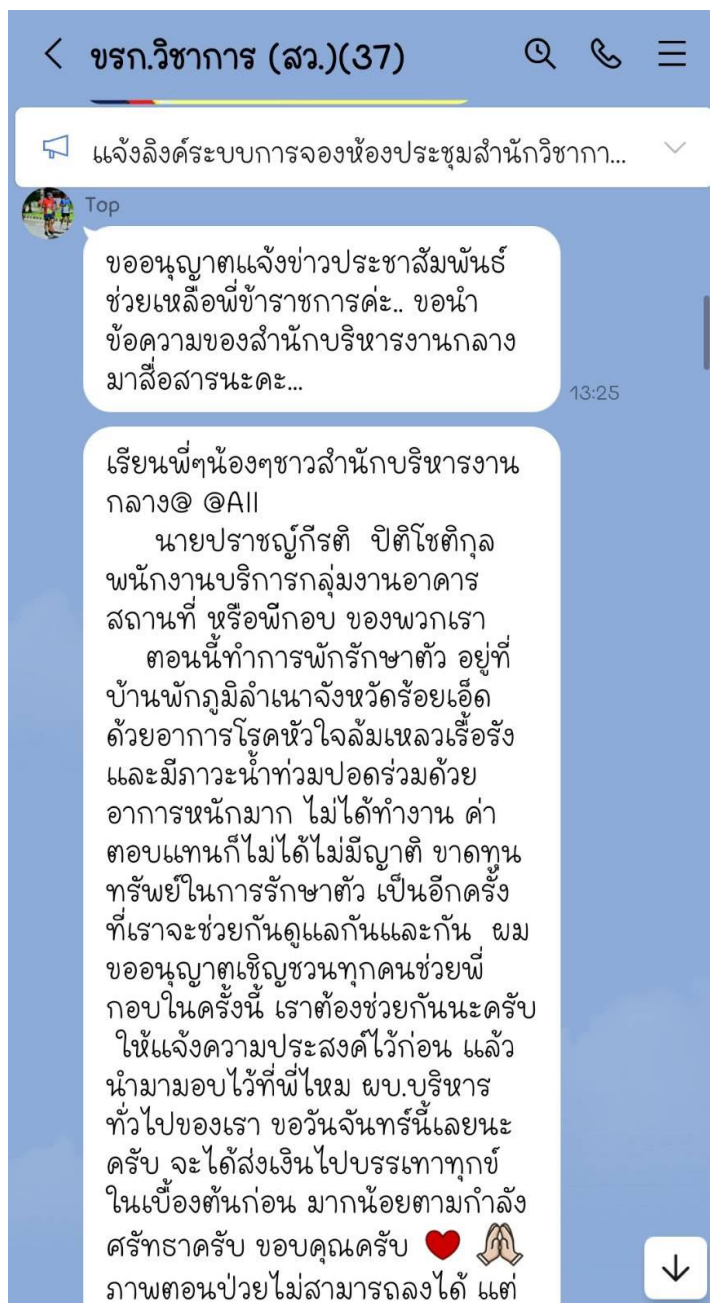 ขรก.วิชาการ (สว.)(37)
แจ้งลิงค์ระบบการจองห้องประชุมสำนักวิชากา...
Top
ขออนุญาตแจ้งข่าวประชาสัมพันธ์
ช่วยเหลือพี่ข้าราชการค่ะ.. ขอนำ
ข้อความของสำนักบริหารงานกลาง
มาสื่อสารนะคะ...
13:25
เรียนพี่ๆน้องๆชาวสำนักบริหารงาน
กลาง@ @All
นายปราชญ์กีรติ ปิติโชติกุล
พนักงานบริการกลุ่มงานอาคาร
สถานที่ หรือพี่กอบ ของพวกเรา
ตอนนี้ทำการพักรักษาตัว อยู่ที่
บ้านพักภูมิลำเนาจังหวัดร้อยเอ็ด
ด้วยอาการโรคหัวใจล้มเหลวเรื้อรัง
และมีภาวะน้ำท่วมปอดร่วมด้วย
อาการหนักมาก ไม่ได้ทำงาน ค่า
ตอบแทนก็ไม่ได้ไม่มีญาติ ขาดทุน
ทรัพย์ในการรักษาตัว เป็นอีกครั้ง
ที่เราจะช่วยกันดูแลกันและกัน ผม
ขออนุญาตเชิญชวนทุกคนช่วยพี่
กอบในครั้งนี้ เราต้องช่วยกันนะครับ
ให้แจ้งความประสงค์ไว้ก่อน แล้ว
นำมามอบไว้ที่พี่ไหม ผบ.บริหาร
ทั่วไปของเรา ขอวันจันทร์นี้เลยนะ
ครับ จะได้ส่งเงินไปบรรเทาทุกข์
ในเบื้องต้นก่อน มากน้อยตามกำลัง
ศรัทธาครับ ขอบคุณครับ ❤️ 🙏🏻
ภาพตอนป่วยไม่สามารถลงได้ แต่